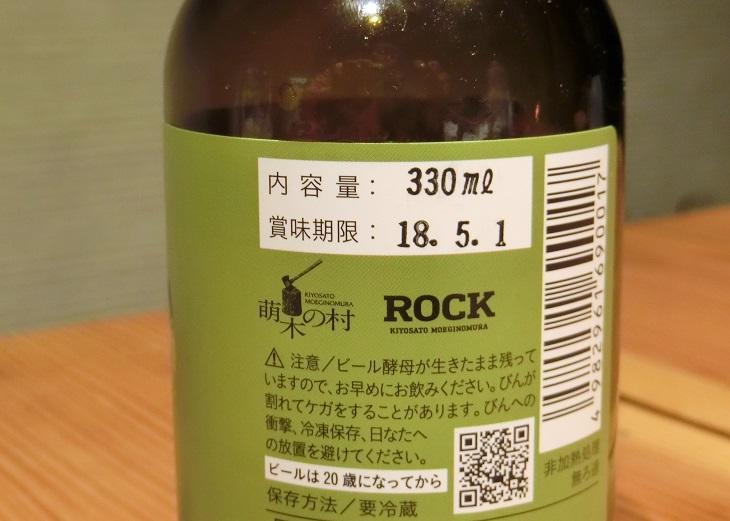 内容量： 330ml
賞味期限： 18.5.1
KIYOSATO
MOEGINOMURA
萌木の村
ROCK
KIYOSATO MOEGINOMURA
⚠ 注意／ビール酵母が生きたまま残って
いますので、お早めにお飲みください。びんが
割れてケガをすることがあります。びんへの
衝撃、冷凍保存、日なたへ
の放置を避けてください。
ビールは20歳になってから
保存方法／要冷蔵
4982961690017
非加熱処理
無ろ過